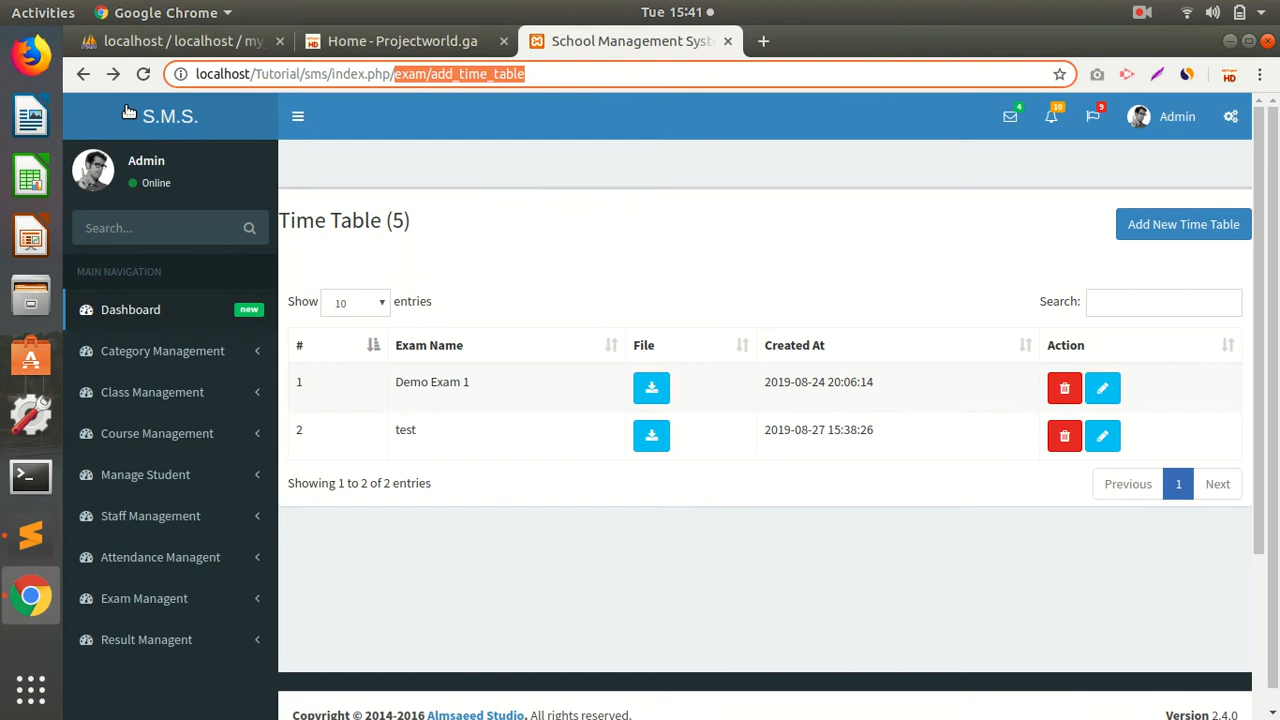 Activities
Google Chrome
Tue 15:41
localhost / localhost / my
Home - Projectworld.ga
School Management Syst
localhost/Tutorial/sms/index.php/exam/add_time_table
S.M.S.
4
10
9
Admin
Admin
Online
Search...
MAIN NAVIGATION
Dashboard
new
Category Management
Class Management
Course Management
Manage Student
Staff Management
Attendance Managent
Exam Managent
Result Managent
Time Table (5)
Add New Time Table
Show 10 entries
Search:
# Exam Name File Created At Action
1 Demo Exam 1 2019-08-24 20:06:14
2 test 2019-08-27 15:38:26
Showing 1 to 2 of 2 entries
Previous 1 Next
Copyright © 2014-2016 Almsaeed Studio. All rights reserved.
Version 2.4.0